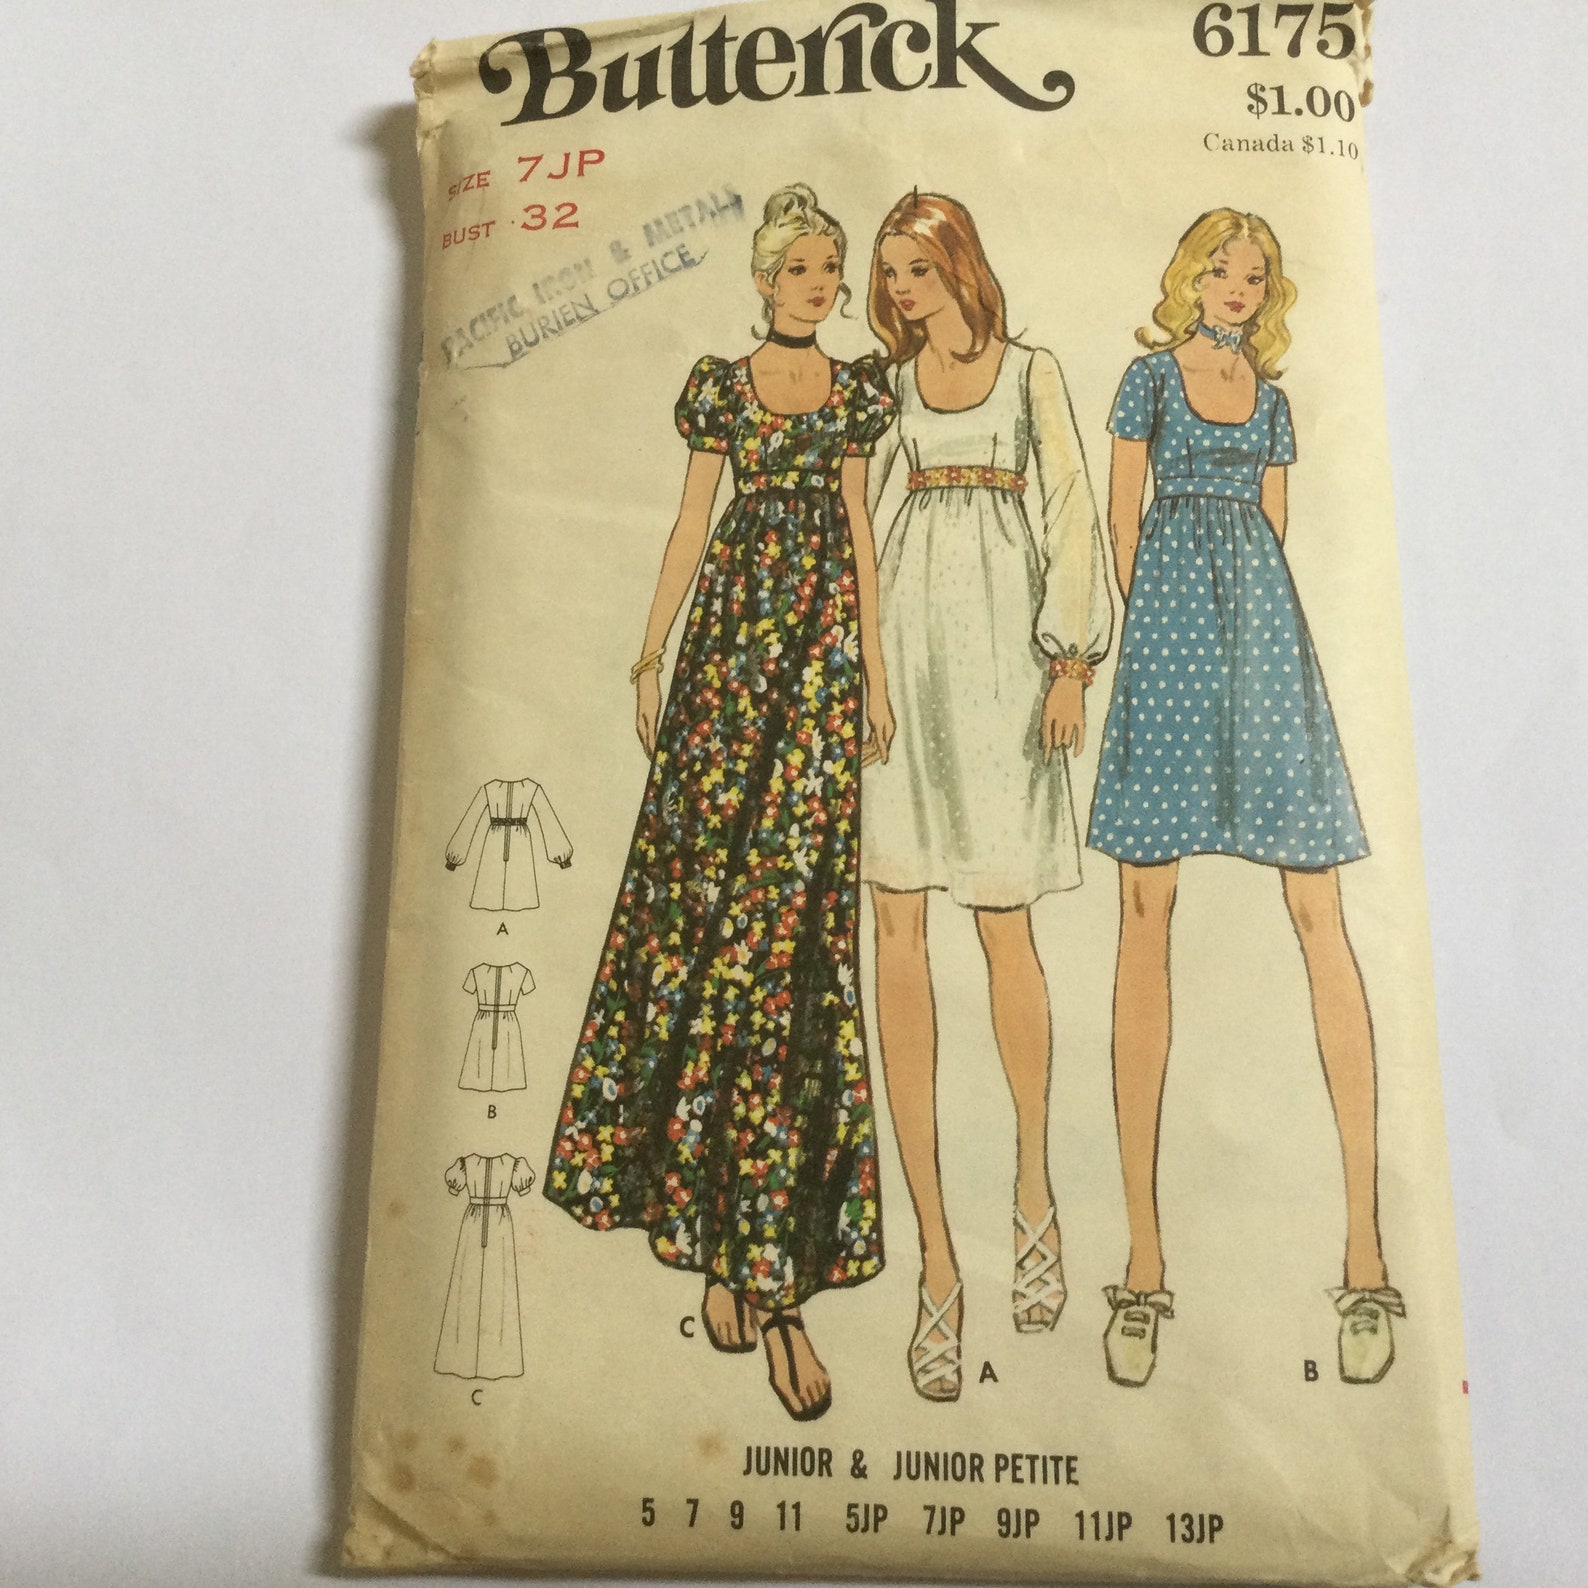 Butterick
6175
$1.00
Canada $1.10
SIZE 7JP
BUST 32
PACIFIC IRON & METALS
BURIEN OFFICE
A
B
C
C
A
B
JUNIOR & JUNIOR PETITE
5 7 9 11 5JP 7JP 9JP 11JP 13JP